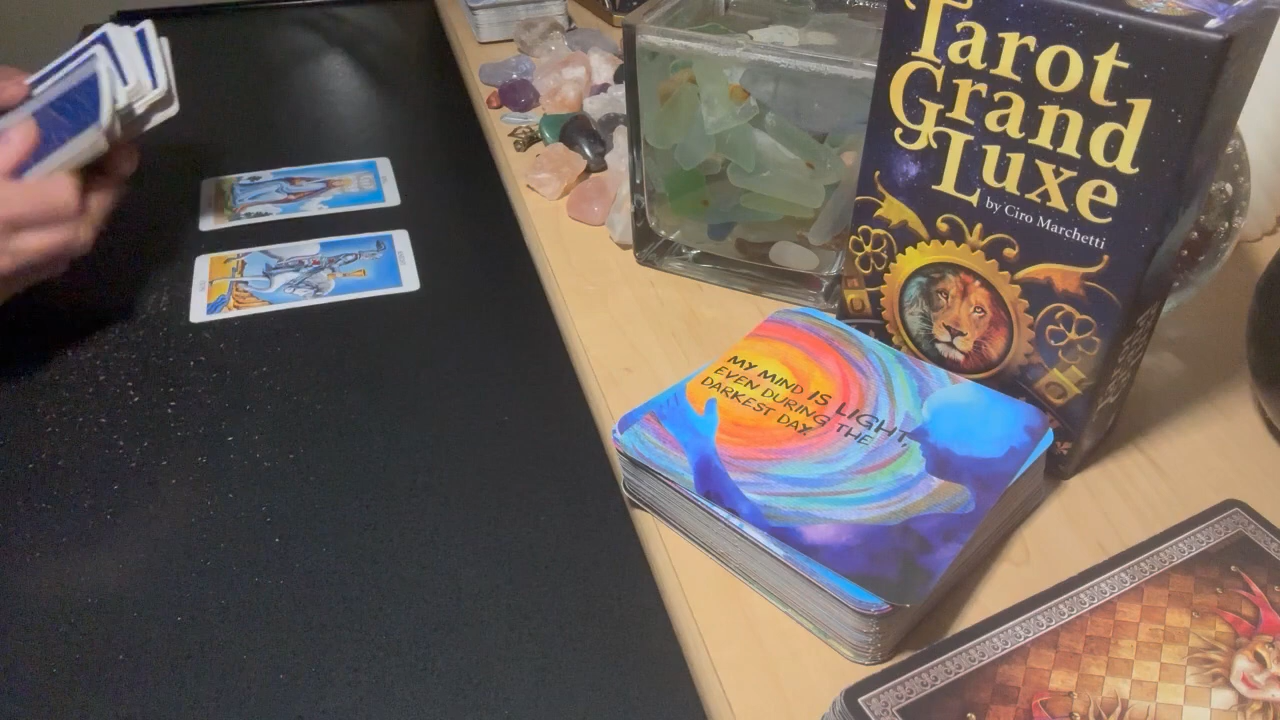 Tarot
Grand
Luxe
by Ciro Marchetti
MY MIND IS LIGHT,
EVEN DURING THE
DARKEST DAY.